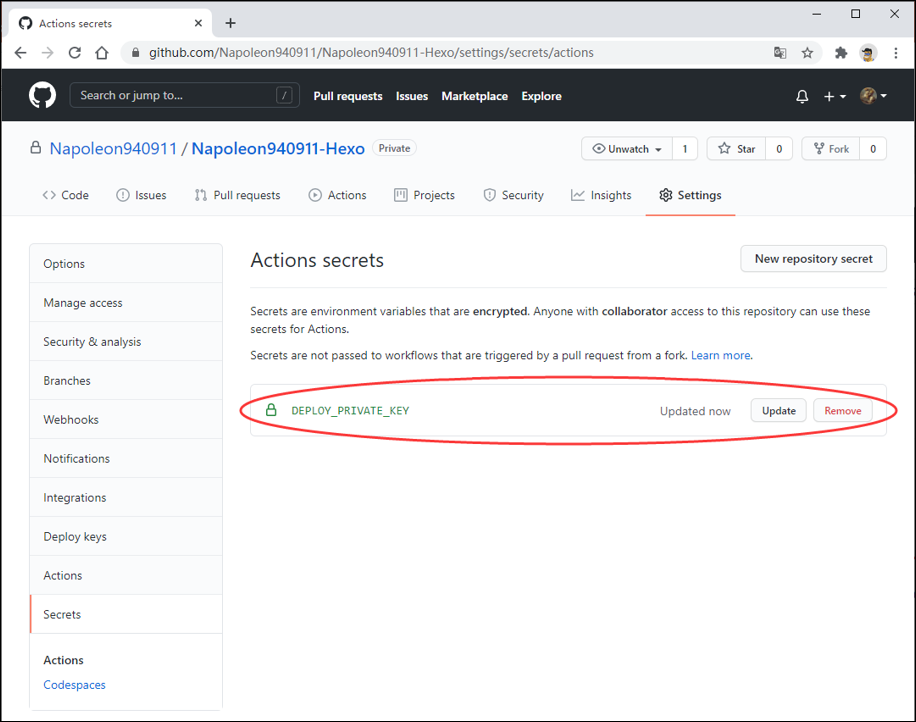 Actions secrets
github.com/Napoleon940911/Napoleon940911-Hexo/settings/secrets/actions
Search or jump to... /
Pull requests Issues Marketplace Explore
Napoleon940911 / Napoleon940911-Hexo Private
Unwatch 1 Star 0 Fork 0
Code Issues Pull requests Actions Projects Security Insights Settings
Options
Manage access
Security & analysis
Branches
Webhooks
Notifications
Integrations
Deploy keys
Actions
Secrets
Actions
Codespaces
Actions secrets New repository secret
Secrets are environment variables that are encrypted. Anyone with collaborator access to this repository can use these
secrets for Actions.
Secrets are not passed to workflows that are triggered by a pull request from a fork. Learn more.
DEPLOY_PRIVATE_KEY Updated now Update Remove